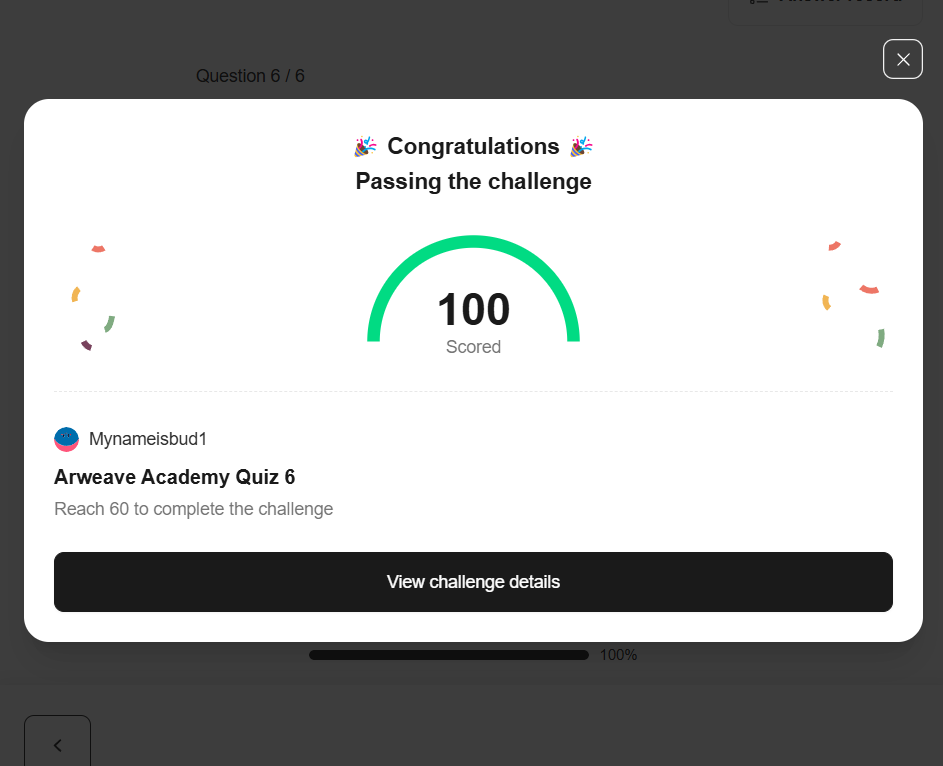 Question 6 / 6
Congratulations
Passing the challenge
100
Scored
Mynameisbud1
Arweave Academy Quiz 6
Reach 60 to complete the challenge
View challenge details
100%